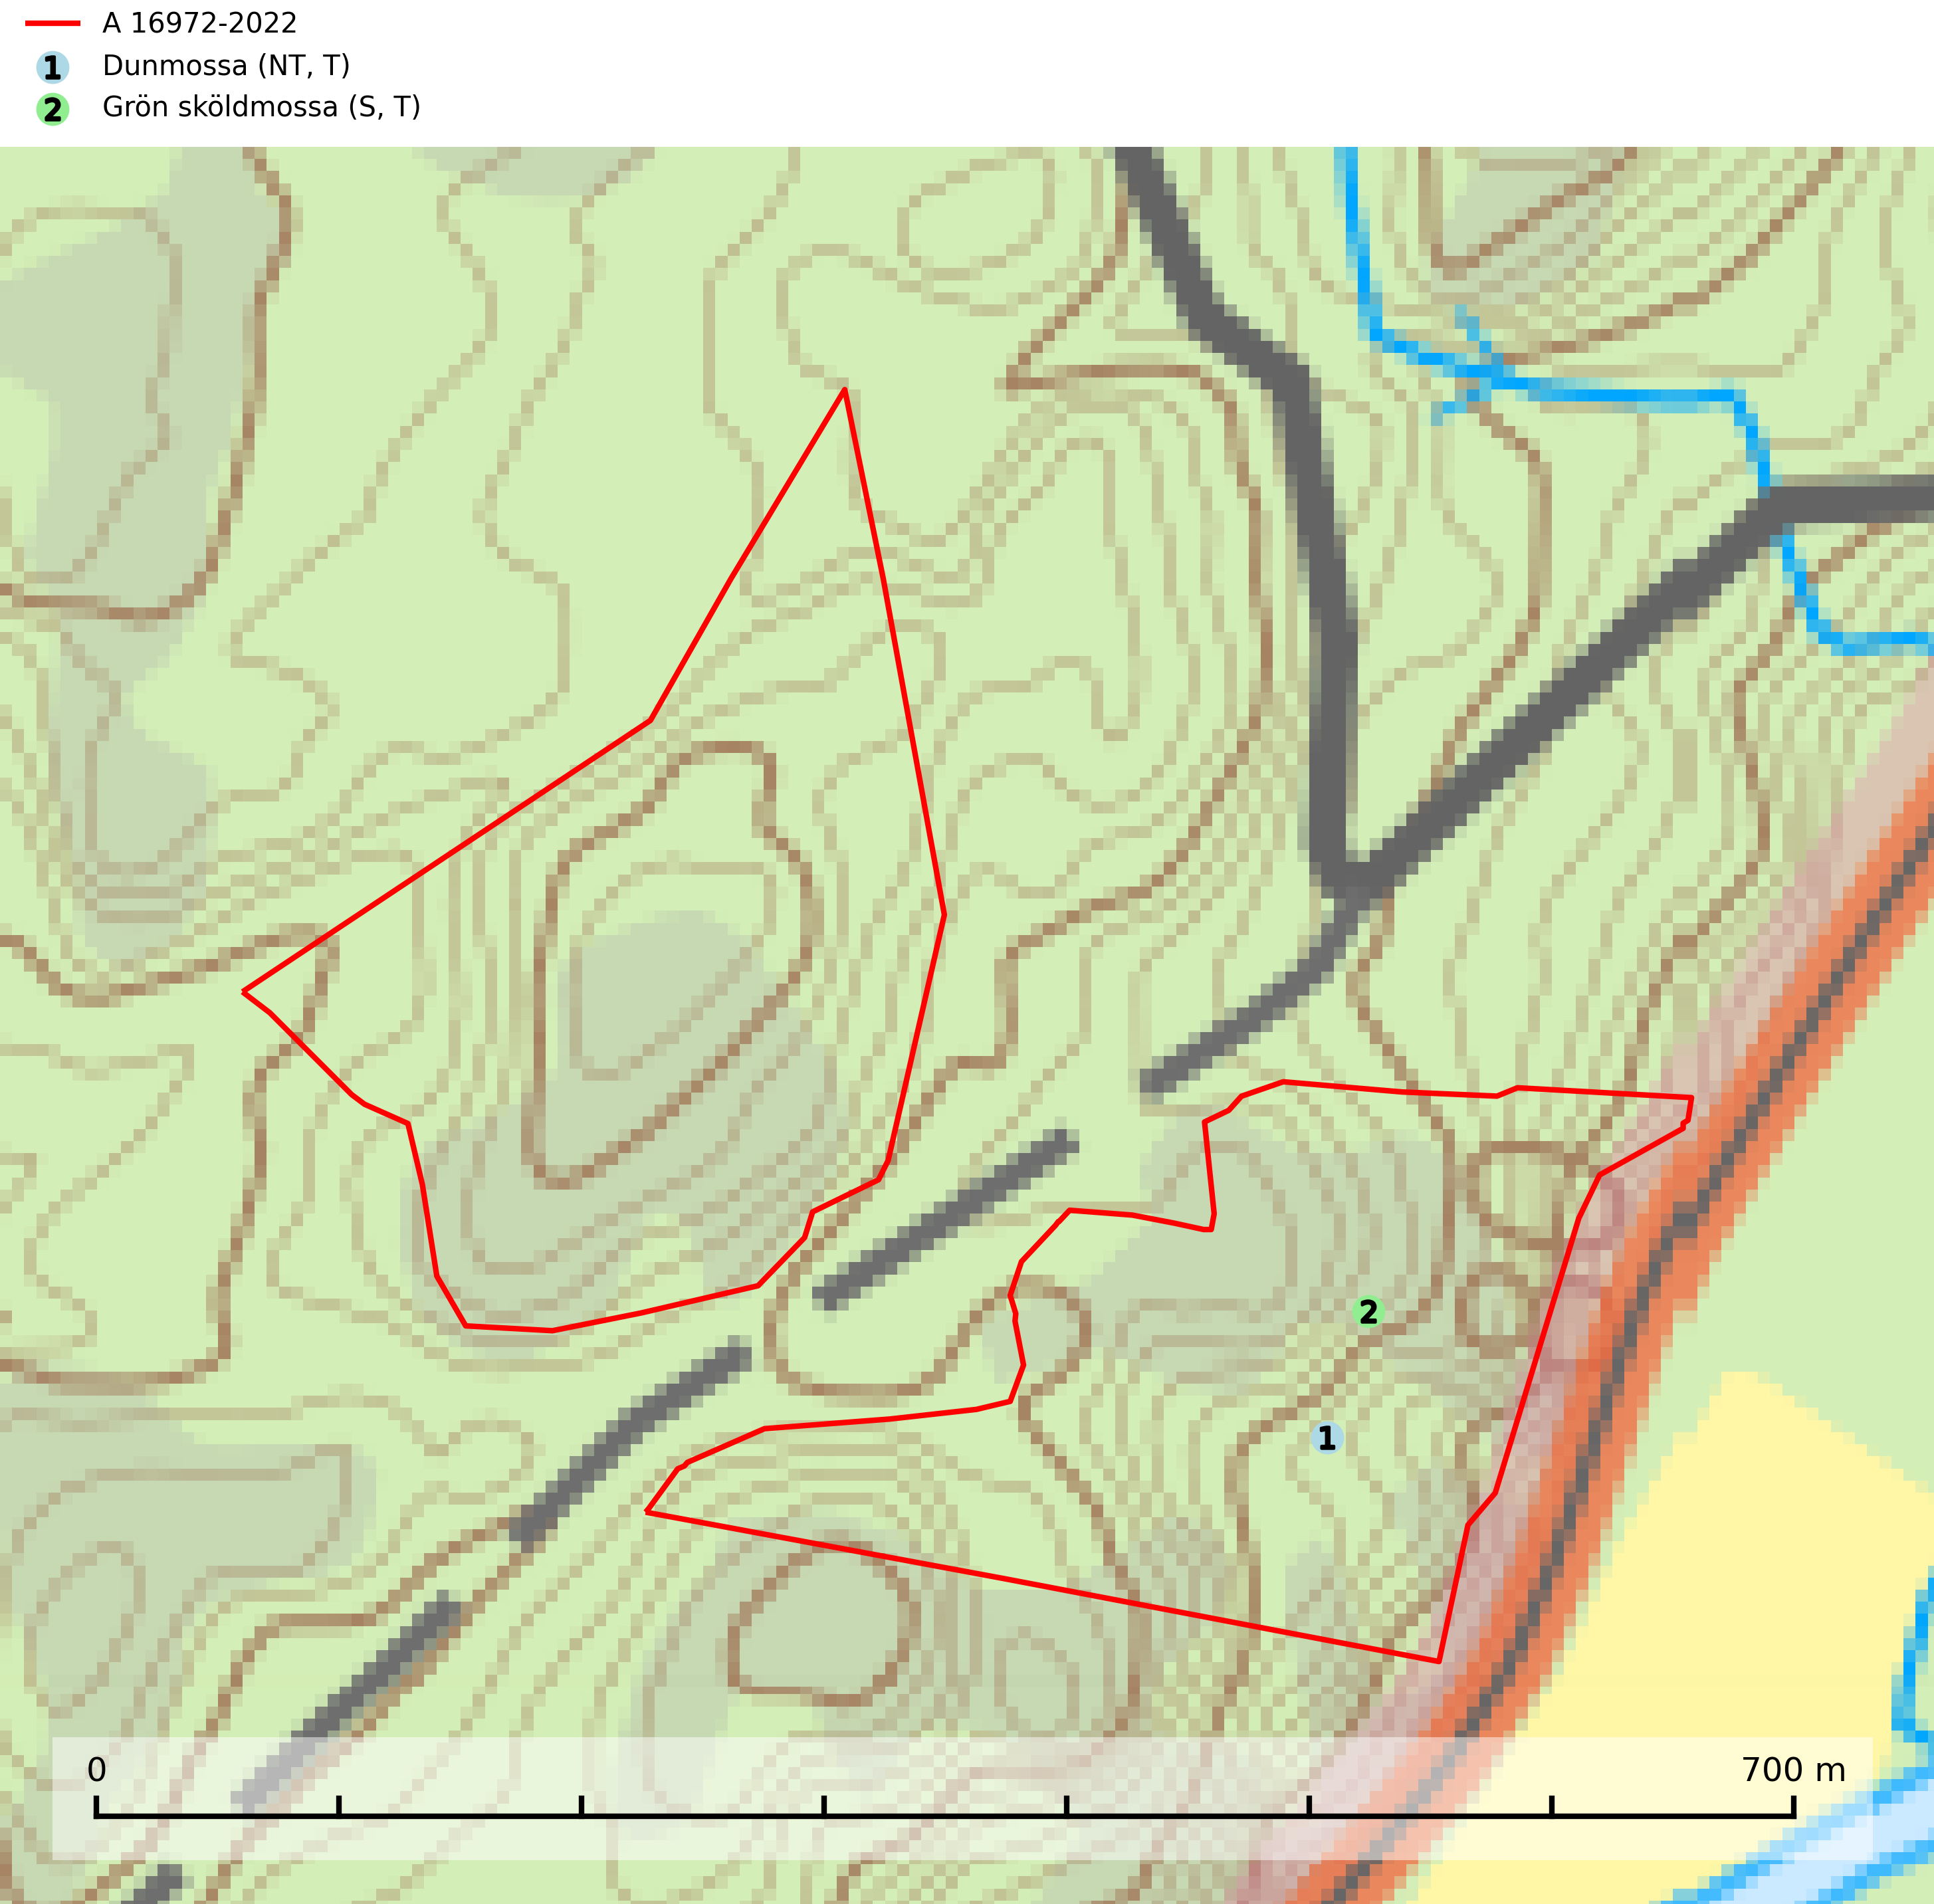 A 16972-2022
1 Dunmossa (NT, T)
2 Grön sköldmossa (S, T)
2
1
0 700 m